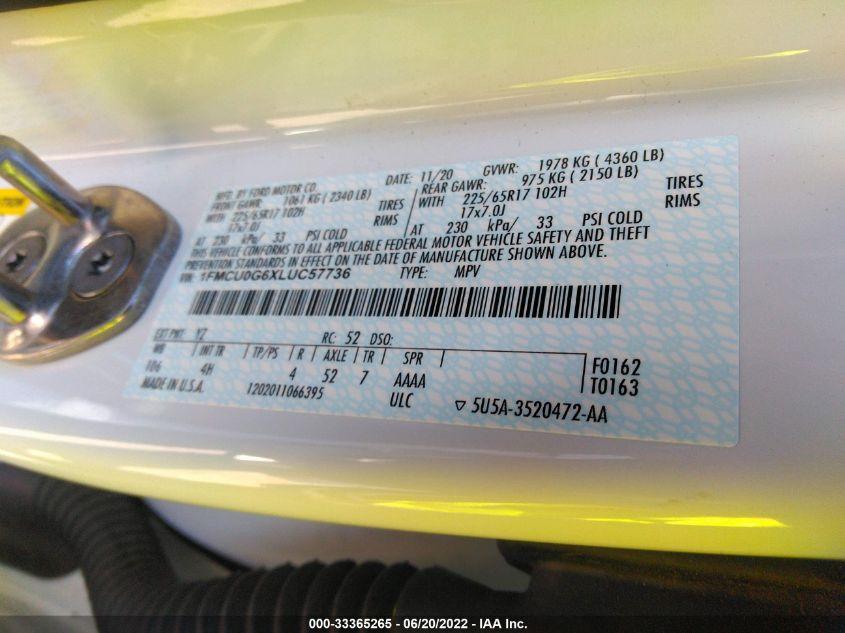 MFD. BY FORD MOTOR CO. DATE: 11/20 GVWR: 1978 KG ( 4360 LB)
FRONT GAWR: 1061 KG ( 2340 LB) REAR GAWR: 975 KG ( 2150 LB)
WITH 225/65R17 102H TIRES WITH 225/65R17 102H TIRES
17x7.0J RIMS 17x7.0J RIMS
AT 230 kPa/ 33 PSI COLD AT 230 kPa/ 33 PSI COLD
THIS VEHICLE CONFORMS TO ALL APPLICABLE FEDERAL MOTOR VEHICLE SAFETY AND THEFT
PREVENTION STANDARDS IN EFFECT ON THE DATE OF MANUFACTURE SHOWN ABOVE.
VIN: 1FMCU0G6XLUC57736 TYPE: MPV
EXT PNT: YZ RC: 52 DSO:
WB INT TR TP/PS R AXLE TR SPR
106 4H 4 52 7 AAAA F0162
MADE IN U.S.A. 1202011066395 ULC T0163
▽ 5U5A-3520472-AA
000-33365265 - 06/20/2022 - IAA Inc.